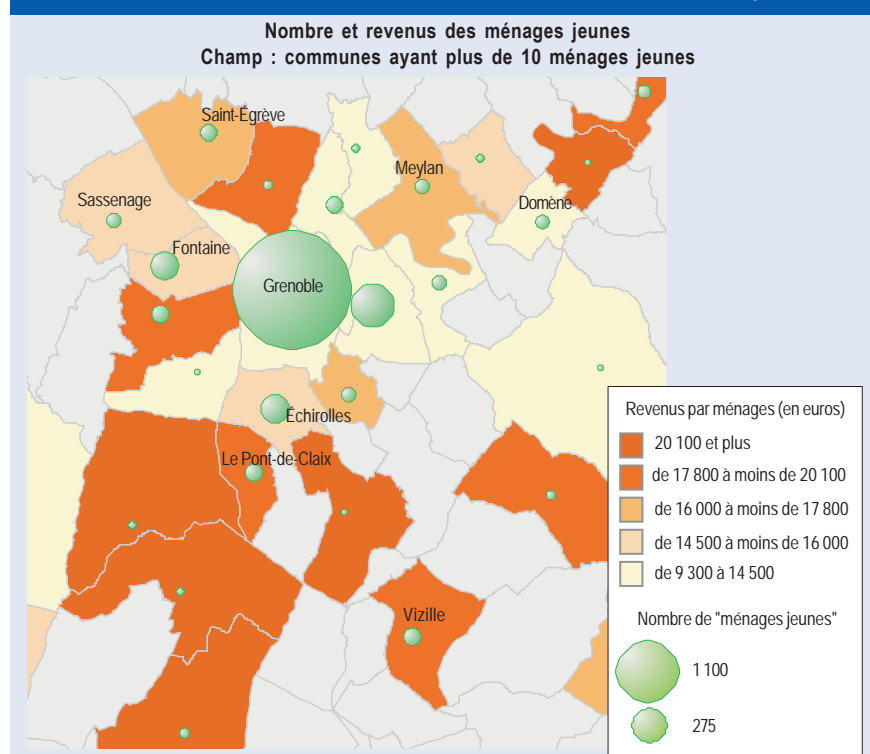 Nombre et revenus des ménages jeunes
Champ : communes ayant plus de 10 ménages jeunes
Saint-Égrève
Meylan
Sassenage
Domène
Fontaine
Grenoble
Échirolles
Le Pont-de-Claix
Vizille
Revenus par ménages (en euros)
20 100 et plus
de 17 800 à moins de 20 100
de 16 000 à moins de 17 800
de 14 500 à moins de 16 000
de 9 300 à 14 500
Nombre de "ménages jeunes"
1 100
275